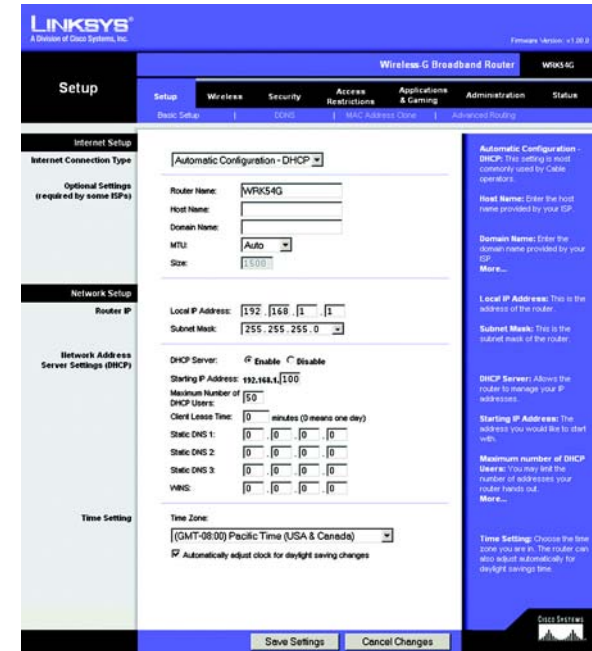 LINKSYS®
A Division of Cisco Systems, Inc.
Firmware Version: v1.00.0
Wireless-G Broadband Router WRK54G
Setup
Setup Wireless Security Access Restrictions Applications & Gaming Administration Status
Basic Setup | DDNS | MAC Address Clone | Advanced Routing
Internet Setup
Internet Connection Type
Automatic Configuration - DHCP
Optional Settings
(required by some ISPs)
Router Name: WRK54G
Host Name:
Domain Name:
MTU: Auto
Size: 1500
Network Setup
Router IP
Local IP Address: 192 . 168 . 1 . 1
Subnet Mask: 255.255.255.0
Network Address
Server Settings (DHCP)
DHCP Server: Enable Disable
Starting IP Address: 192.168.1. 100
Maximum Number of
DHCP Users: 50
Client Lease Time: 0 minutes (0 means one day)
Static DNS 1: 0 . 0 . 0 . 0
Static DNS 2: 0 . 0 . 0 . 0
Static DNS 3: 0 . 0 . 0 . 0
WINS: 0 . 0 . 0 . 0
Time Setting
Time Zone:
(GMT-08:00) Pacific Time (USA & Canada)
Automatically adjust clock for daylight saving changes
Automatic Configuration -
DHCP: This setting is most
commonly used by Cable
operators.
Host Name: Enter the host
name provided by your ISP.
Domain Name: Enter the
domain name provided by your
ISP.
More...
Local IP Address: This is the
address of the router.
Subnet Mask: This is the
subnet mask of the router.
DHCP Server: Allows the
router to manage your IP
addresses.
Starting IP Address: The
address you would like to start
with.
Maximum number of DHCP
Users: You may limit the
number of addresses your
router hands out.
More...
Time Setting: Choose the time
zone you are in. The router can
also adjust automatically for
daylight savings time.
Save Settings Cancel Changes
CISCO SYSTEMS